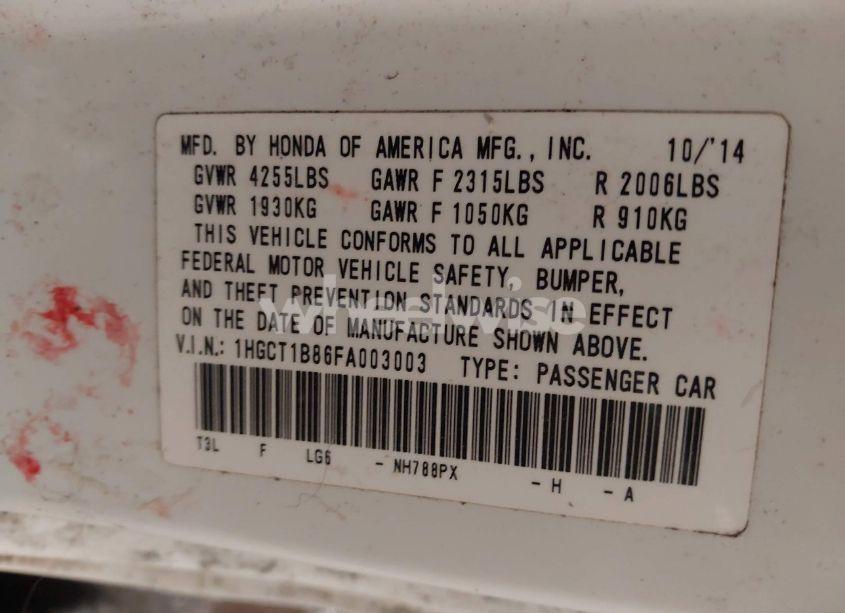 MFD. BY HONDA OF AMERICA MFG., INC. 10/'14
GVWR 4255LBS GAWR F 2315LBS R 2006LBS
GVWR 1930KG GAWR F 1050KG R 910KG
THIS VEHICLE CONFORMS TO ALL APPLICABLE
FEDERAL MOTOR VEHICLE SAFETY, BUMPER,
AND THEFT PREVENTION STANDARDS IN EFFECT
ON THE DATE OF MANUFACTURE SHOWN ABOVE.
V.I.N.: 1HGCT1B86FA003003 TYPE: PASSENGER CAR
T3L F LG6 - NH788PX - H - A
wheelwise